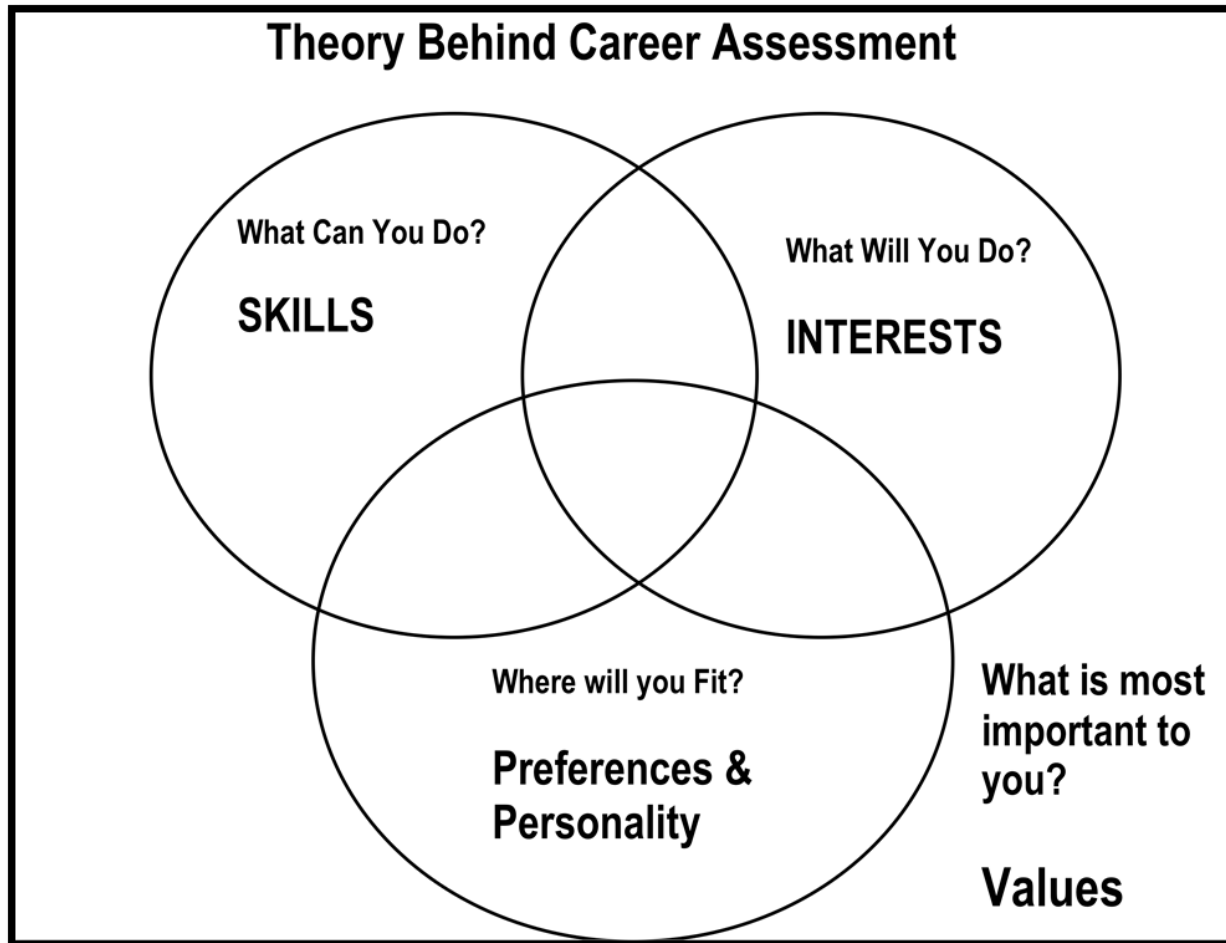 Theory Behind Career Assessment
What Can You Do?
SKILLS
What Will You Do?
INTERESTS
Where will you Fit?
Preferences &
Personality
What is most
important to
you?
Values